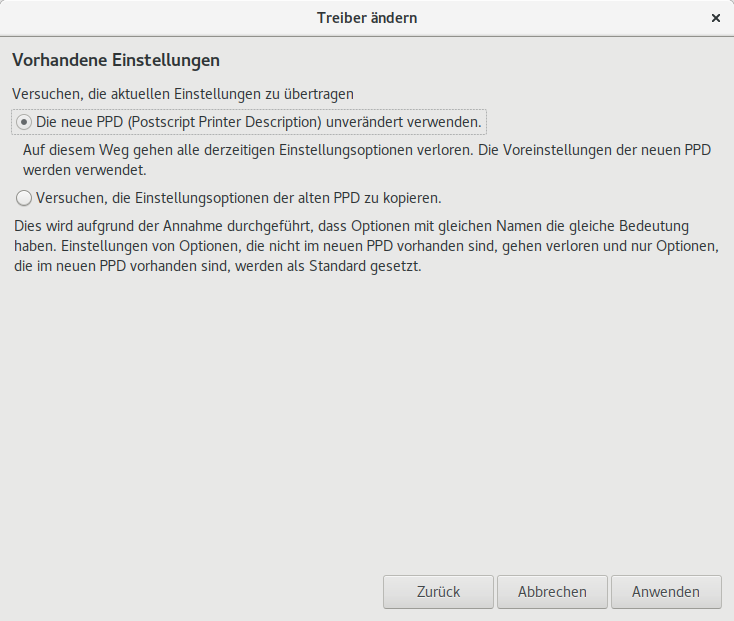 Treiber ändern
Vorhandene Einstellungen
Versuchen, die aktuellen Einstellungen zu übertragen
Die neue PPD (Postscript Printer Description) unverändert verwenden.
Auf diesem Weg gehen alle derzeitigen Einstellungsoptionen verloren. Die Voreinstellungen der neuen PPD
werden verwendet.
Versuchen, die Einstellungsoptionen der alten PPD zu kopieren.
Dies wird aufgrund der Annahme durchgeführt, dass Optionen mit gleichen Namen die gleiche Bedeutung
haben. Einstellungen von Optionen, die nicht im neuen PPD vorhanden sind, gehen verloren und nur Optionen,
die im neuen PPD vorhanden sind, werden als Standard gesetzt.
Zurück
Abbrechen
Anwenden